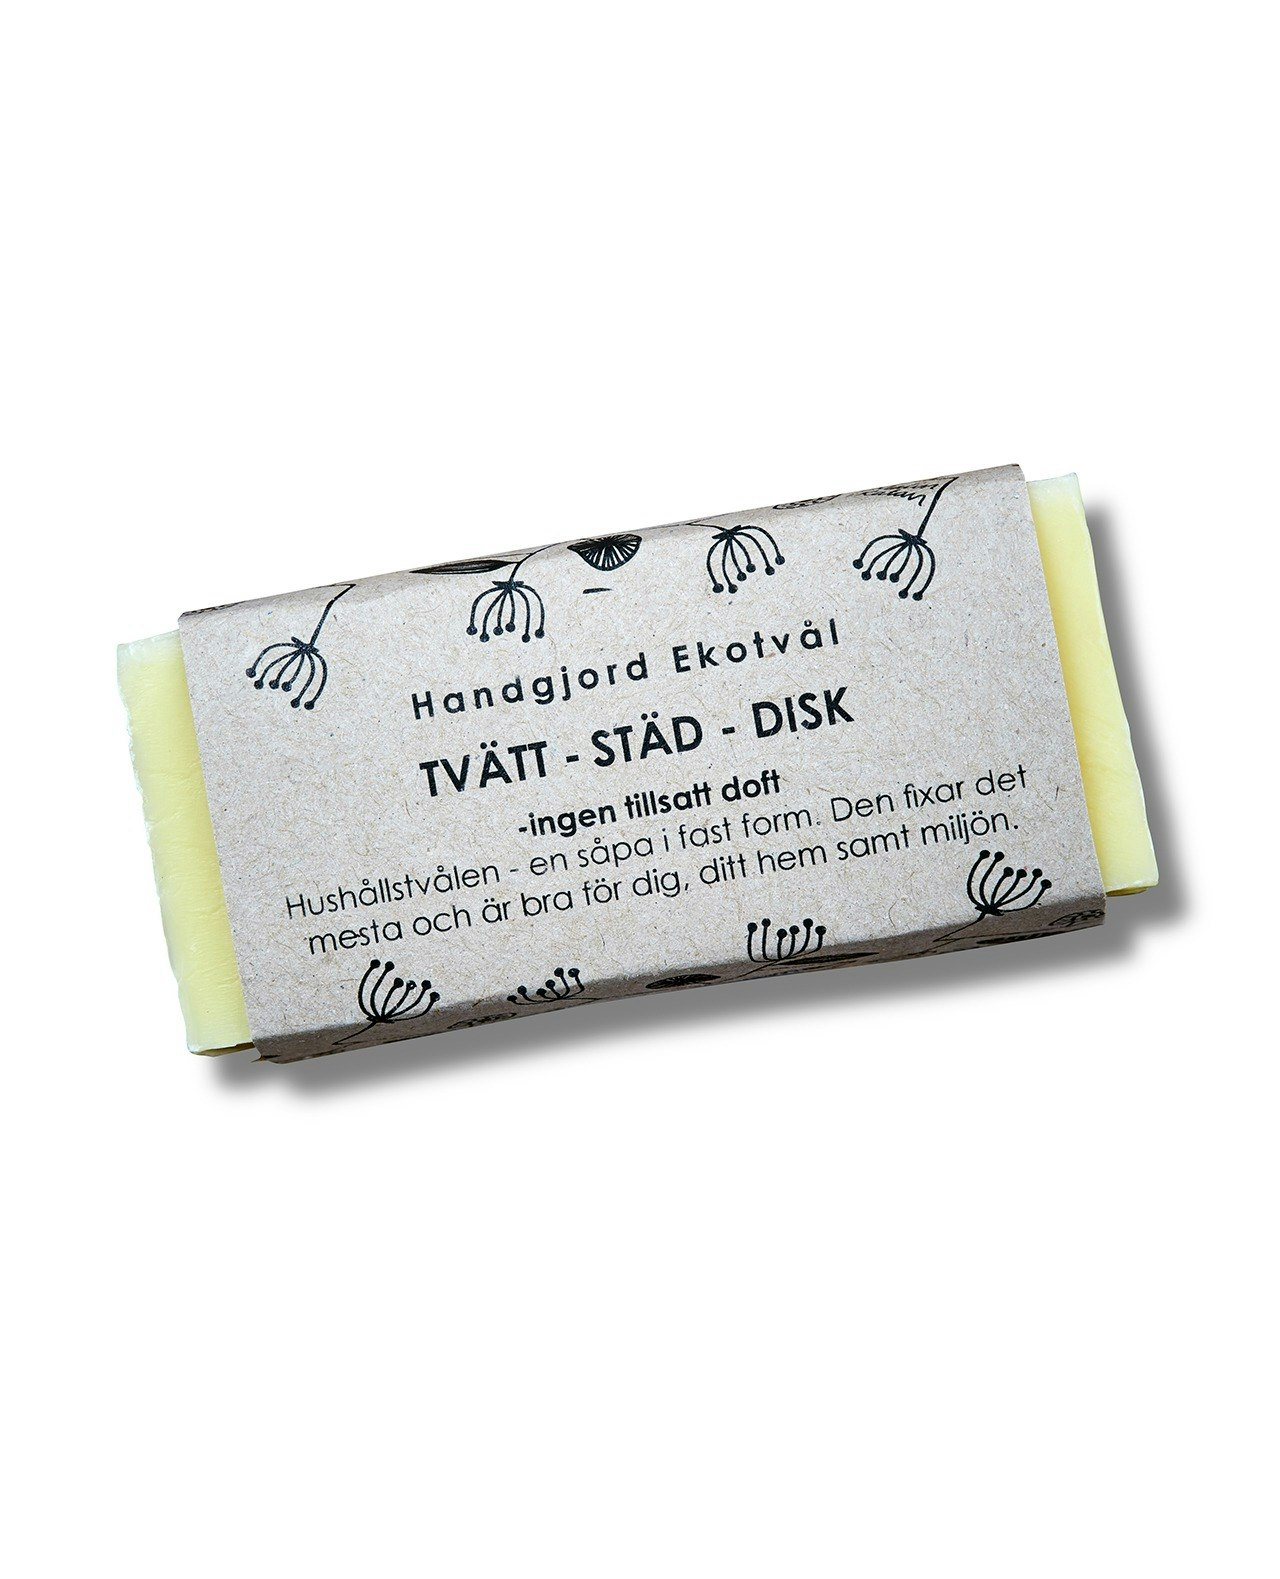 Handgjord Ekotvål
TVÄTT - STÄD - DISK
-ingen tillsatt doft
Hushållstvålen - en såpa i fast form. Den fixar det
mesta och är bra för dig, ditt hem samt miljön.